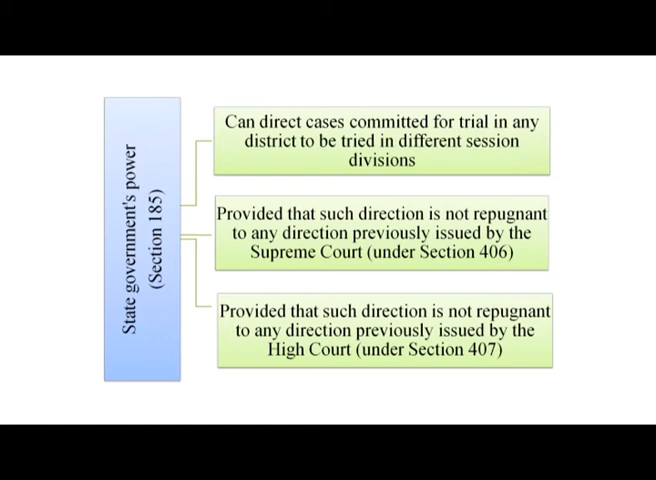 State government's power
(Section 185)
Can direct cases committed for trial in any
district to be tried in different session
divisions
Provided that such direction is not repugnant
to any direction previously issued by the
Supreme Court (under Section 406)
Provided that such direction is not repugnant
to any direction previously issued by the
High Court (under Section 407)